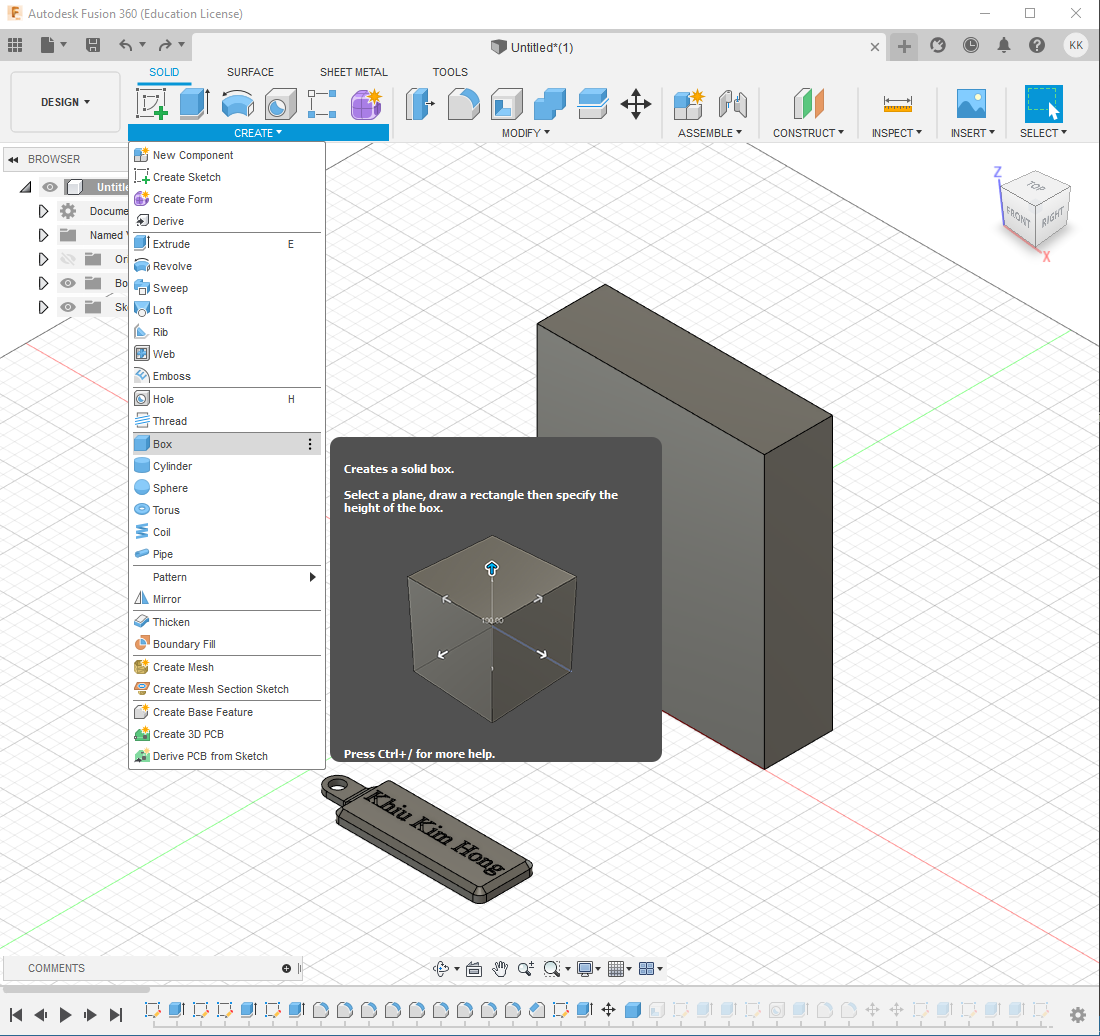 Autodesk Fusion 360 (Education License)
Untitled*(1)
KK
DESIGN
SOLID
SURFACE
SHEET METAL
TOOLS
CREATE
MODIFY
ASSEMBLE
CONSTRUCT
INSPECT
INSERT
SELECT
BROWSER
Untitle
Docume
Named
Or
Bo
Sk
New Component
Create Sketch
Create Form
Derive
Extrude E
Revolve
Sweep
Loft
Rib
Web
Emboss
Hole H
Thread
Box
Cylinder
Sphere
Torus
Coil
Pipe
Pattern
Mirror
Thicken
Boundary Fill
Create Mesh
Create Mesh Section Sketch
Create Base Feature
Create 3D PCB
Derive PCB from Sketch
Creates a solid box.
Select a plane, draw a rectangle then specify the
height of the box.
100.00
Press Ctrl+/ for more help.
Z
TOP
FRONT
RIGHT
X
Khiu Kim Hong
COMMENTS